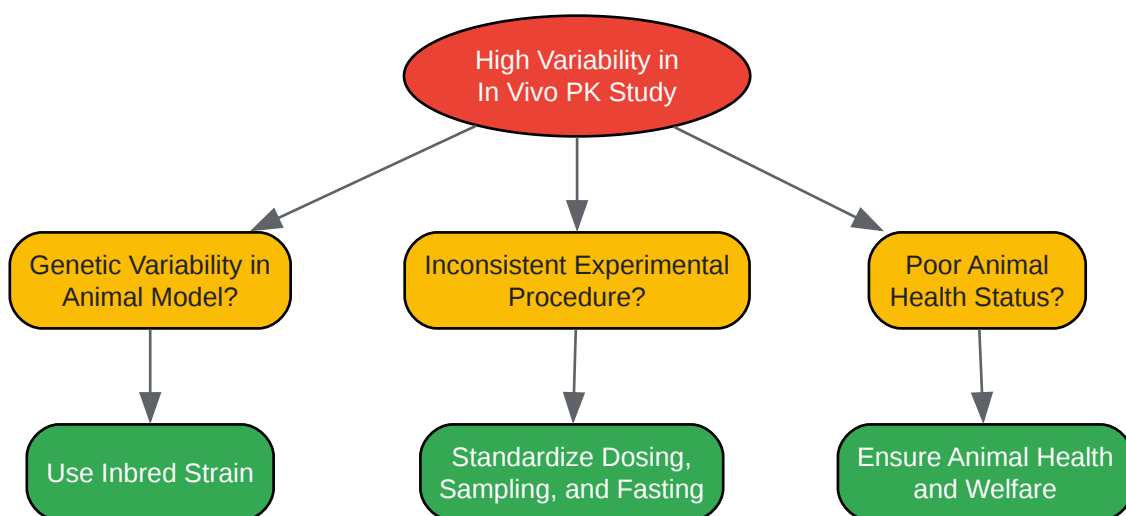 High Variability in
In Vivo PK Study
Genetic Variability in
Animal Model?
Inconsistent Experimental
Procedure?
Poor Animal
Health Status?
Use Inbred Strain
Standardize Dosing,
Sampling, and Fasting
Ensure Animal Health
and Welfare